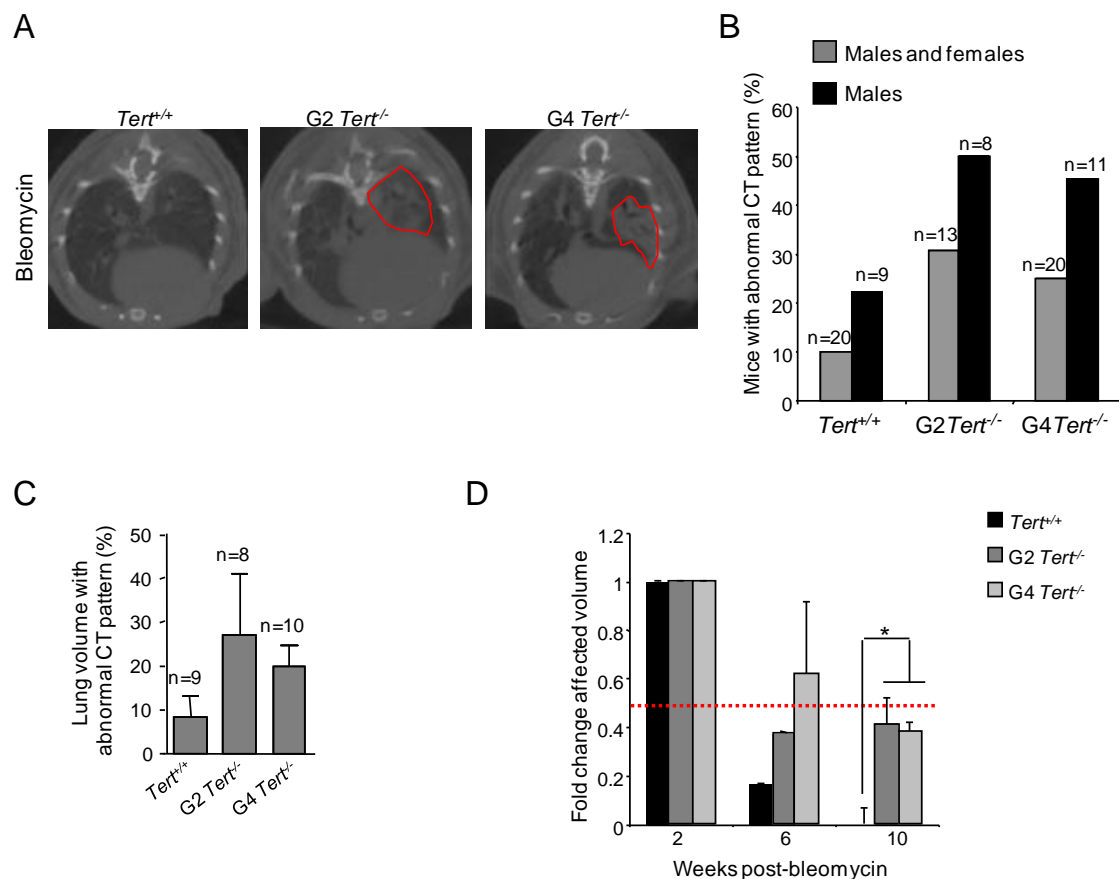 A
Tert+/+
G2 Tert-/-
G4 Tert-/-
Bleomycin
B
Males and females
Males
Mice with abnormal CT pattern (%)
60
50
40
30
20
10
0
n=20
n=9
n=13
n=8
n=20
n=11
Tert+/+
G2Tert-/-
G4Tert-/-
C
Lung volume with
abnormal CT pattern (%)
50
40
30
20
10
0
n=9
n=8
n=10
Tert+/+
G2 Tert-/-
G4 Tert-/-
D
Tert+/+
G2 Tert-/-
G4 Tert-/-
Fold change affected volume
1.2
1
0.8
0.6
0.4
0.2
0
*
2
6
10
Weeks post-bleomycin